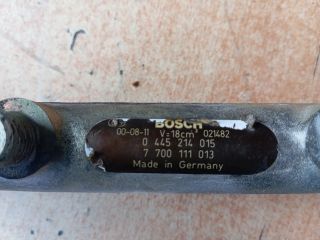 BOSCH
00-08-11 V=18cm³ 021482
0 445 214 015
7 700 111 013
Made in Germany